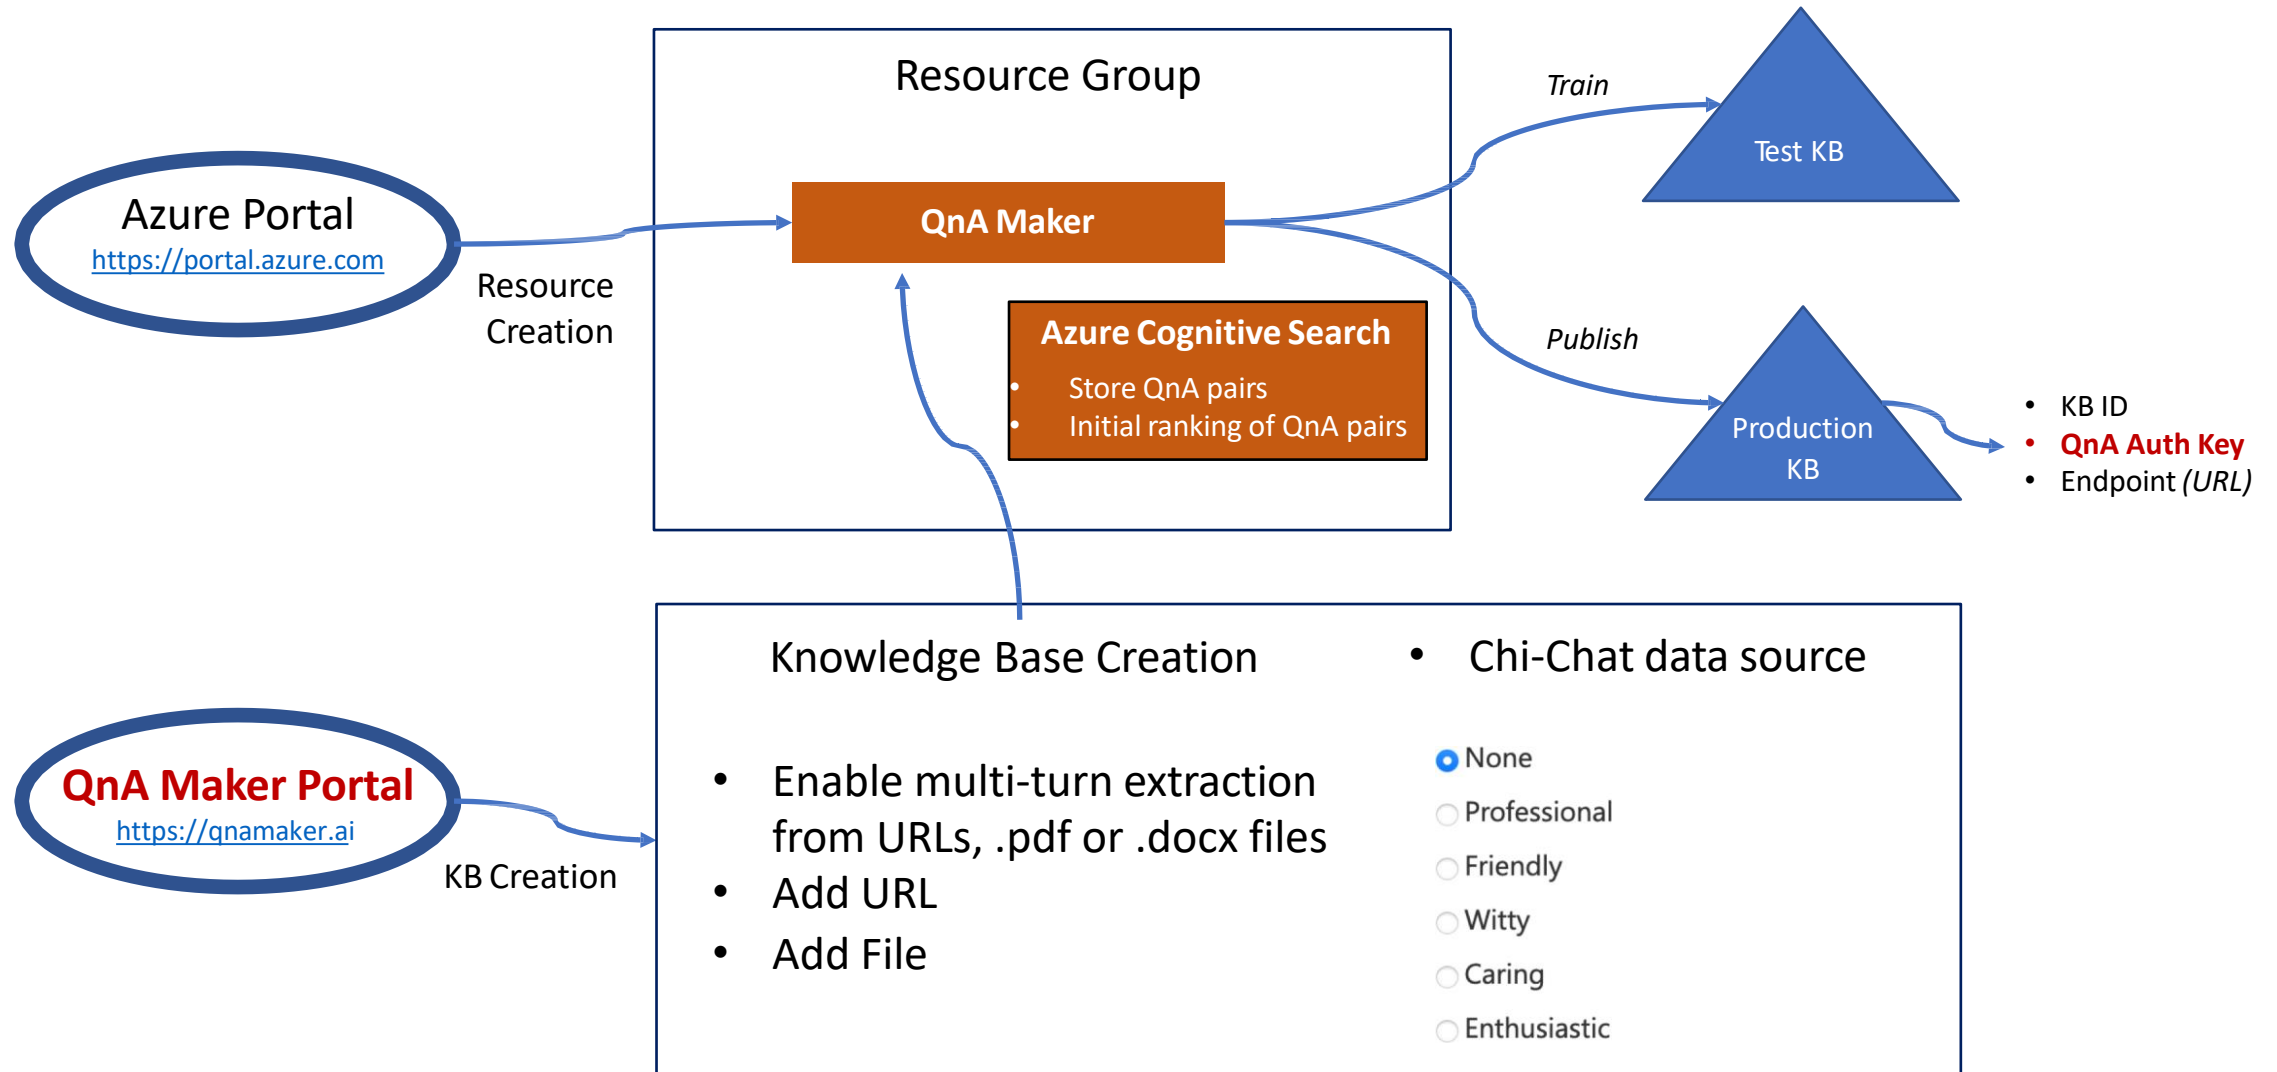 Resource Group
Train
Test KB
Azure Portal
https://portal.azure.com
QnA Maker
Resource
Creation
Azure Cognitive Search
• Store QnA pairs
• Initial ranking of QnA pairs
Publish
Production
KB
• KB ID
• QnA Auth Key
• Endpoint (URL)
Knowledge Base Creation
• Enable multi-turn extraction
from URLs, .pdf or .docx files
• Add URL
• Add File
• Chi-Chat data source
None
Professional
Friendly
Witty
Caring
Enthusiastic
QnA Maker Portal
https://qnamaker.ai
KB Creation